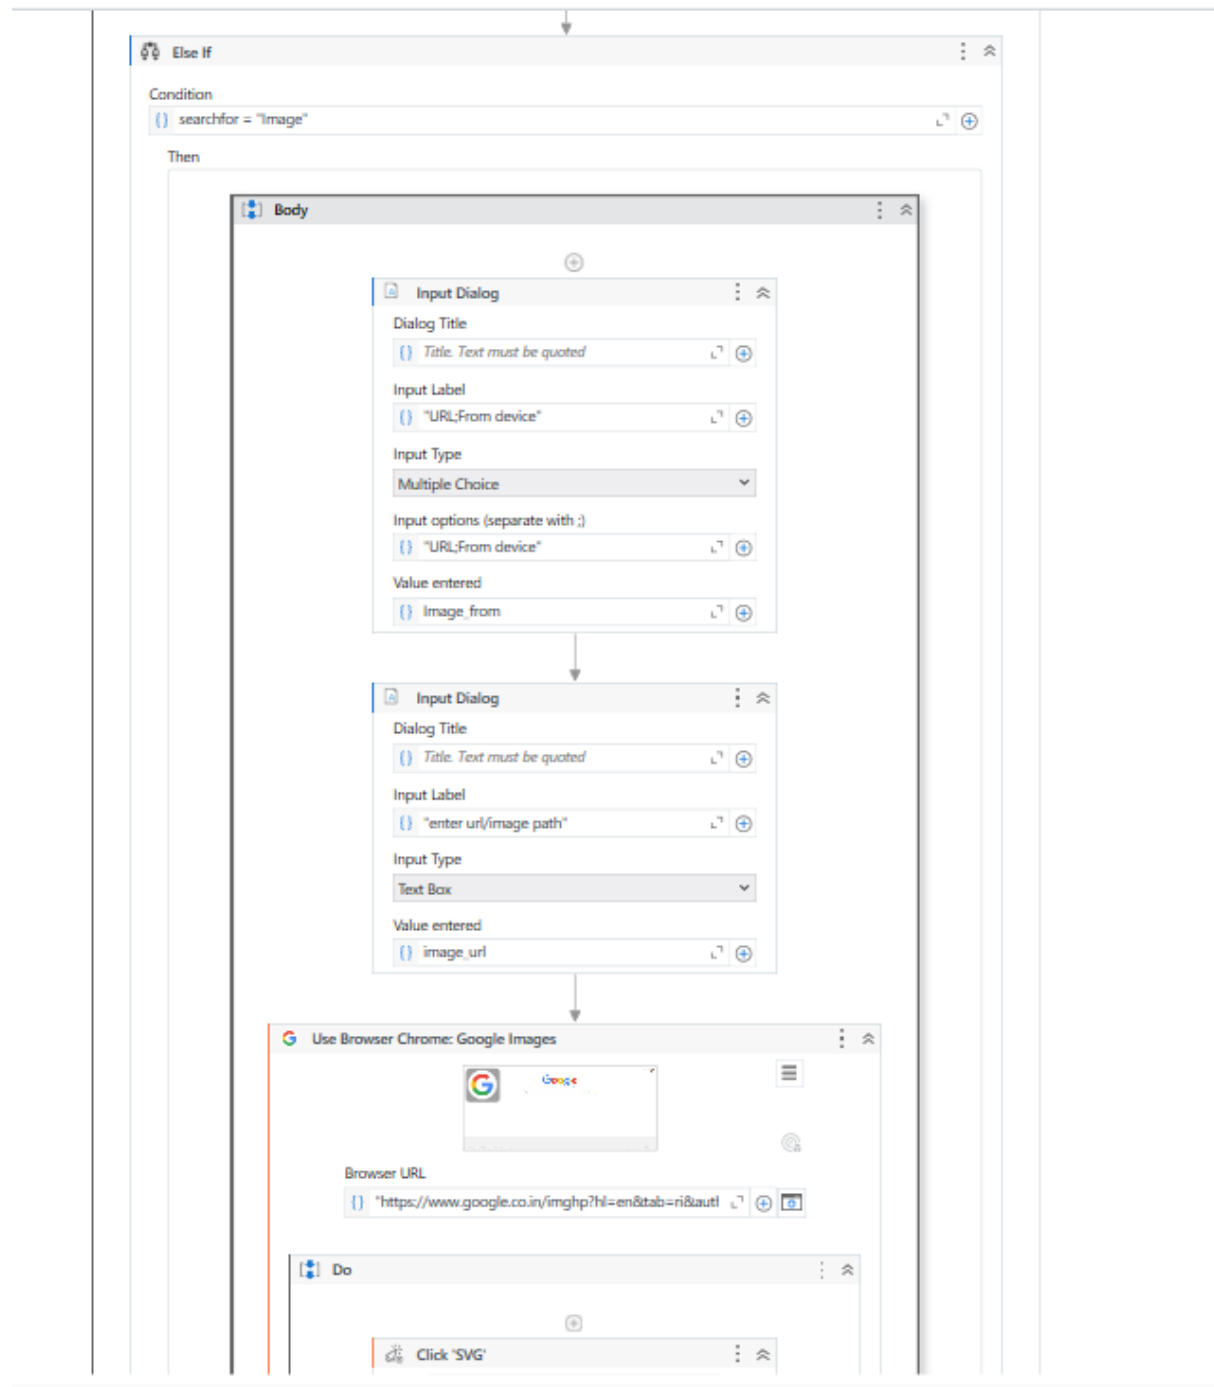 Else If
Condition
searchfor = "Image"
Then
Body
Input Dialog
Dialog Title
Title. Text must be quoted
Input Label
"URL;From device"
Input Type
Multiple Choice
Input options (separate with ;)
"URL;From device"
Value entered
Image_from
Input Dialog
Dialog Title
Title. Text must be quoted
Input Label
"enter url/image path"
Input Type
Text Box
Value entered
image_url
Use Browser Chrome: Google Images
Google
Browser URL
"https://www.google.co.in/imghp?hl=en&tab=ri&autl
Do
Click 'SVG'